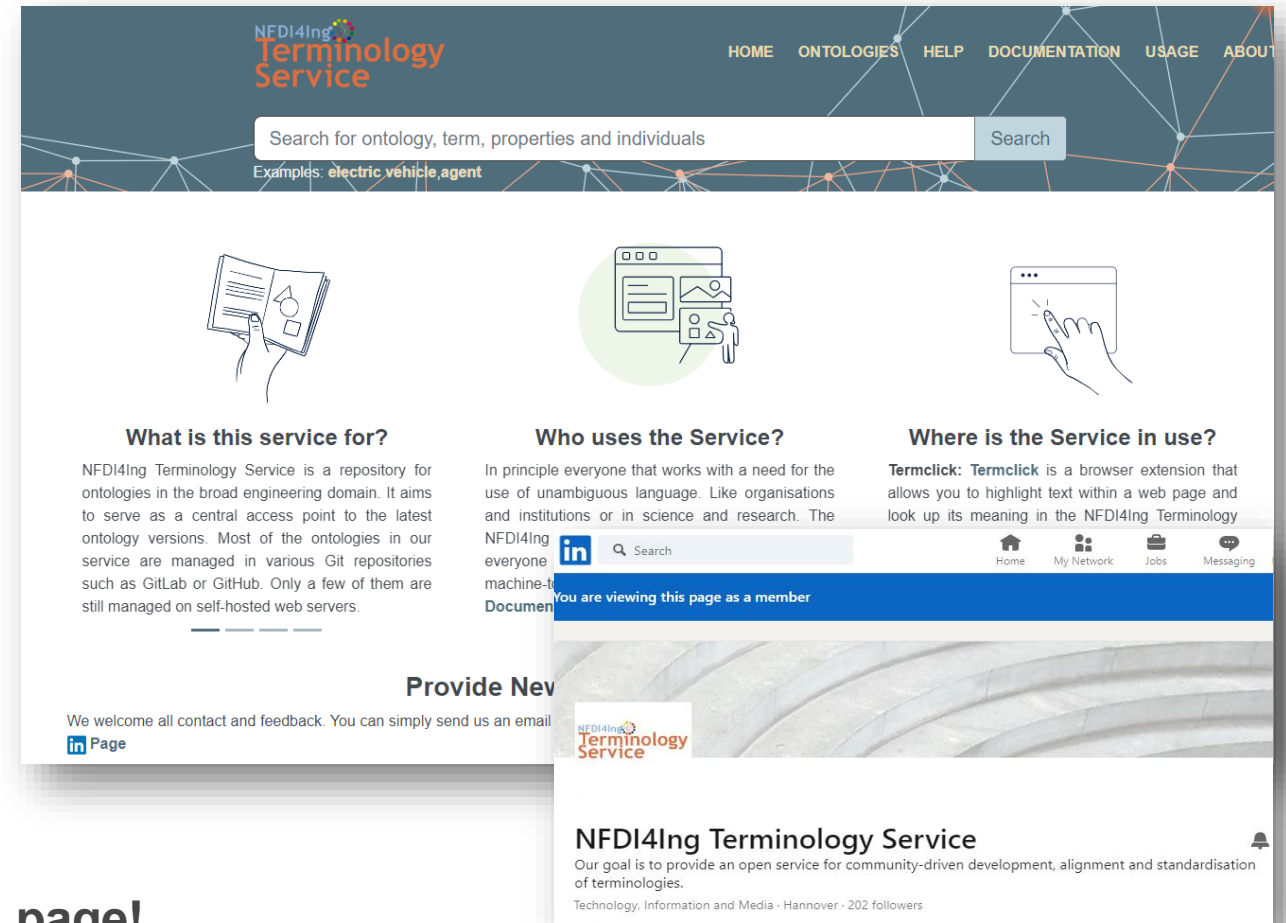 NFDI4Ing
Terminology
Service
HOME ONTOLOGIES HELP DOCUMENTATION USAGE ABOUT
Search for ontology, term, properties and individuals
Search
Examples: electric vehicle,agent
What is this service for?
NFDI4Ing Terminology Service is a repository for
ontologies in the broad engineering domain. It aims
to serve as a central access point to the latest
ontology versions. Most of the ontologies in our
service are managed in various Git repositories
such as GitLab or GitHub. Only a few of them are
still managed on self-hosted web servers.
Who uses the Service?
In principle everyone that works with a need for the
use of unambiguous language. Like organisations
and institutions or in science and research. The
NFDI4Ing
everyone
Where is the Service in use?
Termclick: Termclick is a browser extension that
allows you to highlight text within a web page and
look up its meaning in the NFDI4Ing Terminology
We welcome all contact and feedback. You can simply send us an email
in Page
in Search
Home My Network Jobs Messaging
You are viewing this page as a member
NFDI4Ing
Terminology
Service
NFDI4Ing Terminology Service
Our goal is to provide an open service for community-driven development, alignment and standardisation
of terminologies.
Technology, Information and Media · Hannover · 202 followers
page!